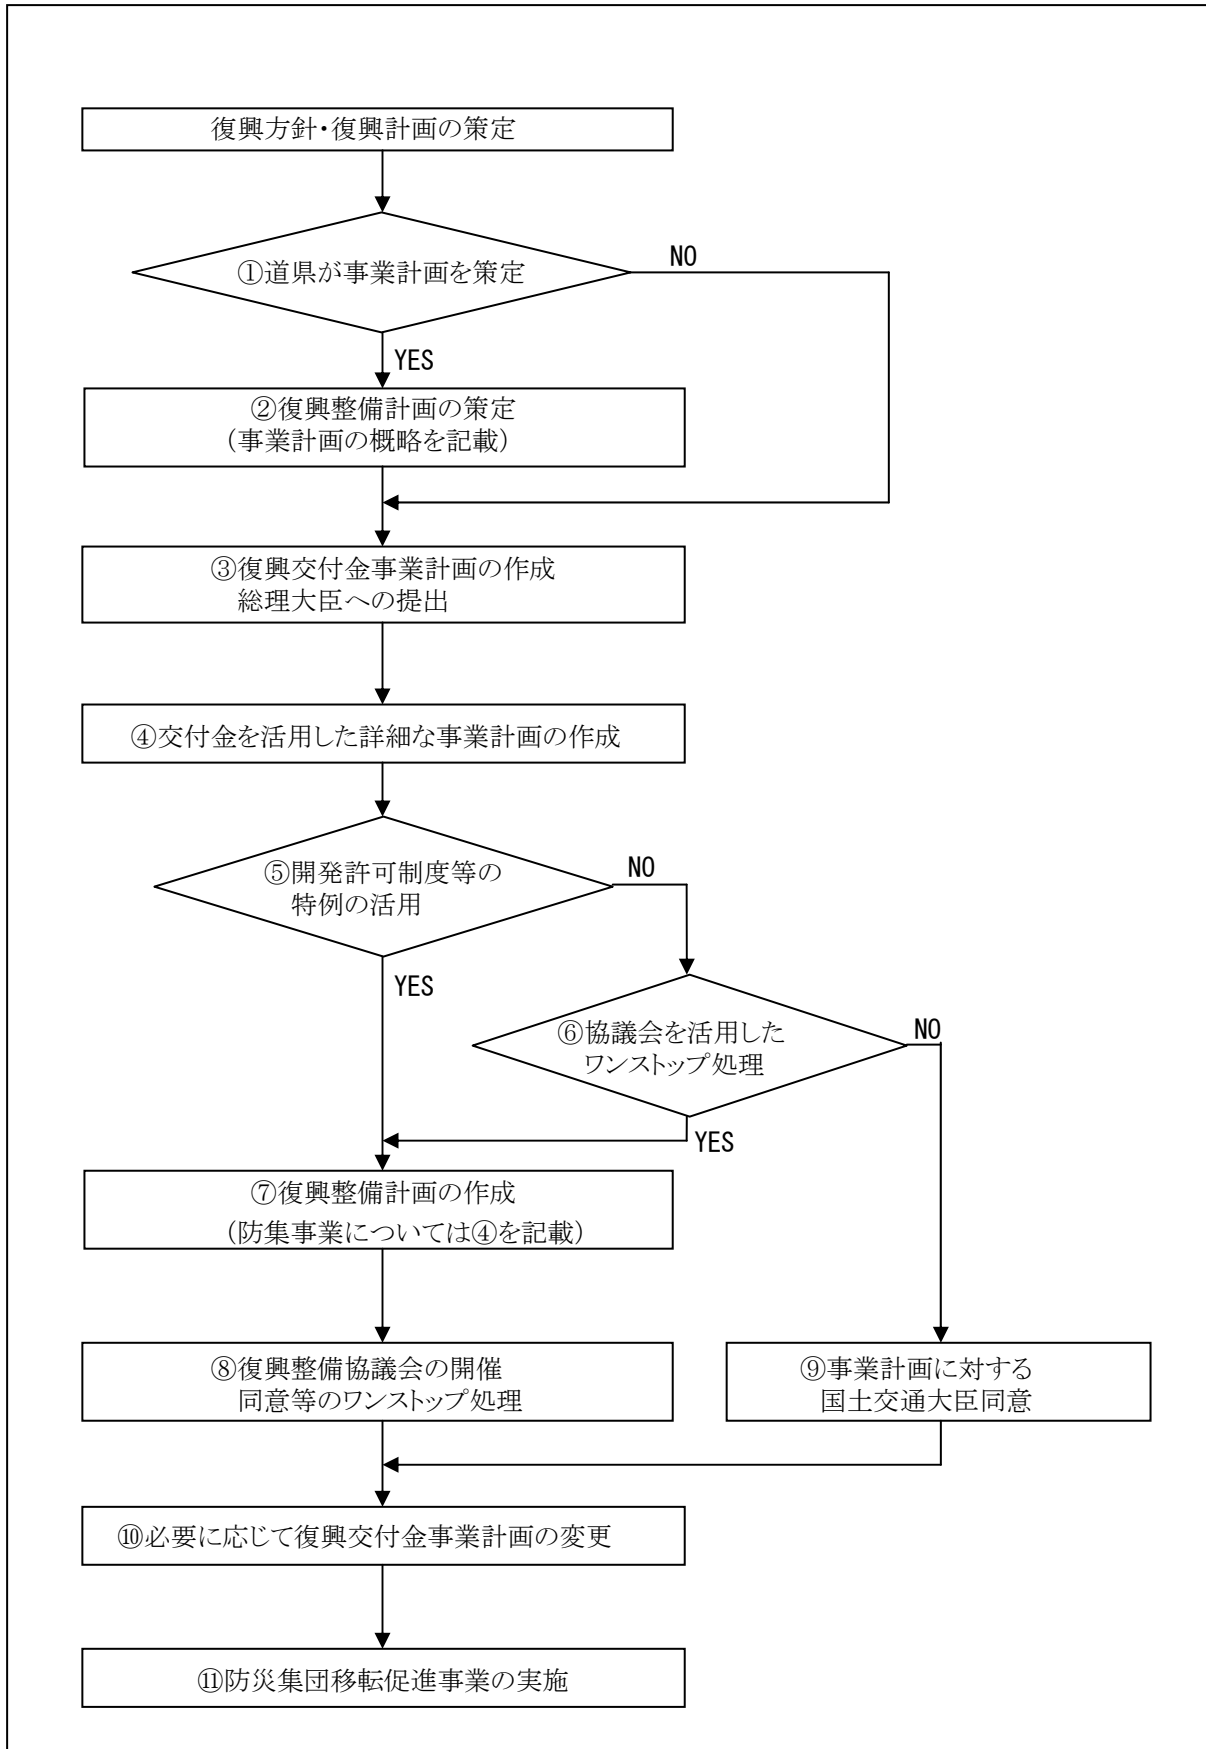 復興方針・復興計画の策定
①道県が事業計画を策定
NO
YES
②復興整備計画の策定
（事業計画の概略を記載）
③復興交付金事業計画の作成
総理大臣への提出
④交付金を活用した詳細な事業計画の作成
⑤開発許可制度等の
特例の活用
NO
YES
⑥協議会を活用した
ワンストップ処理
NO
YES
⑦復興整備計画の作成
（防集事業については④を記載）
⑧復興整備協議会の開催
同意等のワンストップ処理
⑨事業計画に対する
国土交通大臣同意
⑩必要に応じて復興交付金事業計画の変更
⑪防災集団移転促進事業の実施